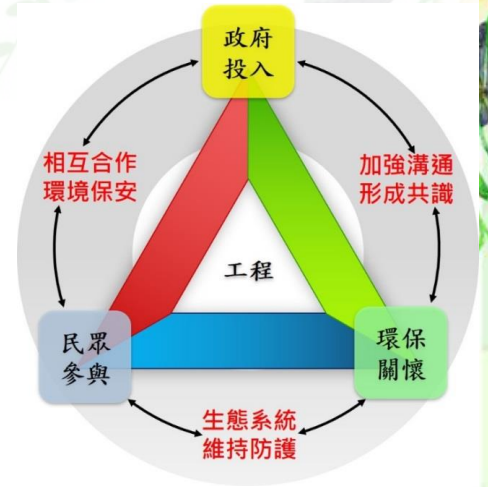 政府
投入
相互合作
環境保安
加強溝通
形成共識
工程
民眾
參與
環保
關懷
生態系統
維持防護